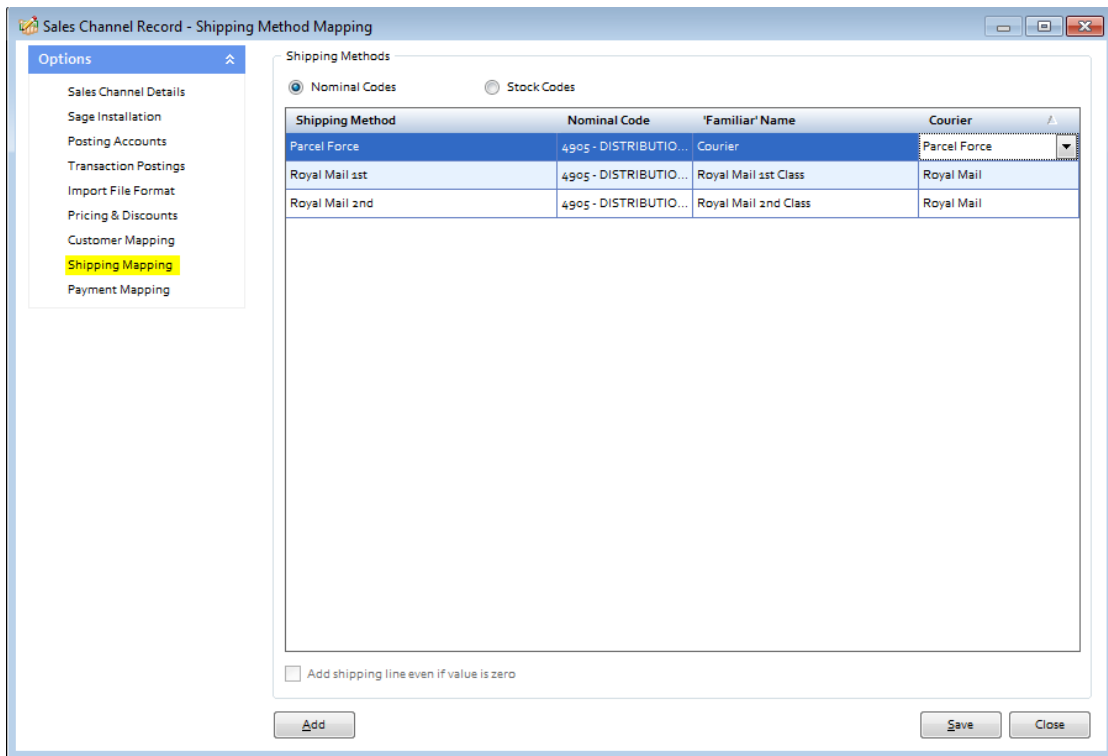 Sales Channel Record - Shipping Method Mapping
Options
Sales Channel Details
Sage Installation
Posting Accounts
Transaction Postings
Import File Format
Pricing & Discounts
Customer Mapping
Shipping Mapping
Payment Mapping
Shipping Methods
Nominal Codes Stock Codes
Shipping Method Nominal Code 'Familiar' Name Courier
Parcel Force 4905 - DISTRIBUTIO... Courier Parcel Force
Royal Mail 1st 4905 - DISTRIBUTIO... Royal Mail 1st Class Royal Mail
Royal Mail 2nd 4905 - DISTRIBUTIO... Royal Mail 2nd Class Royal Mail
Add shipping line even if value is zero
Add Save Close